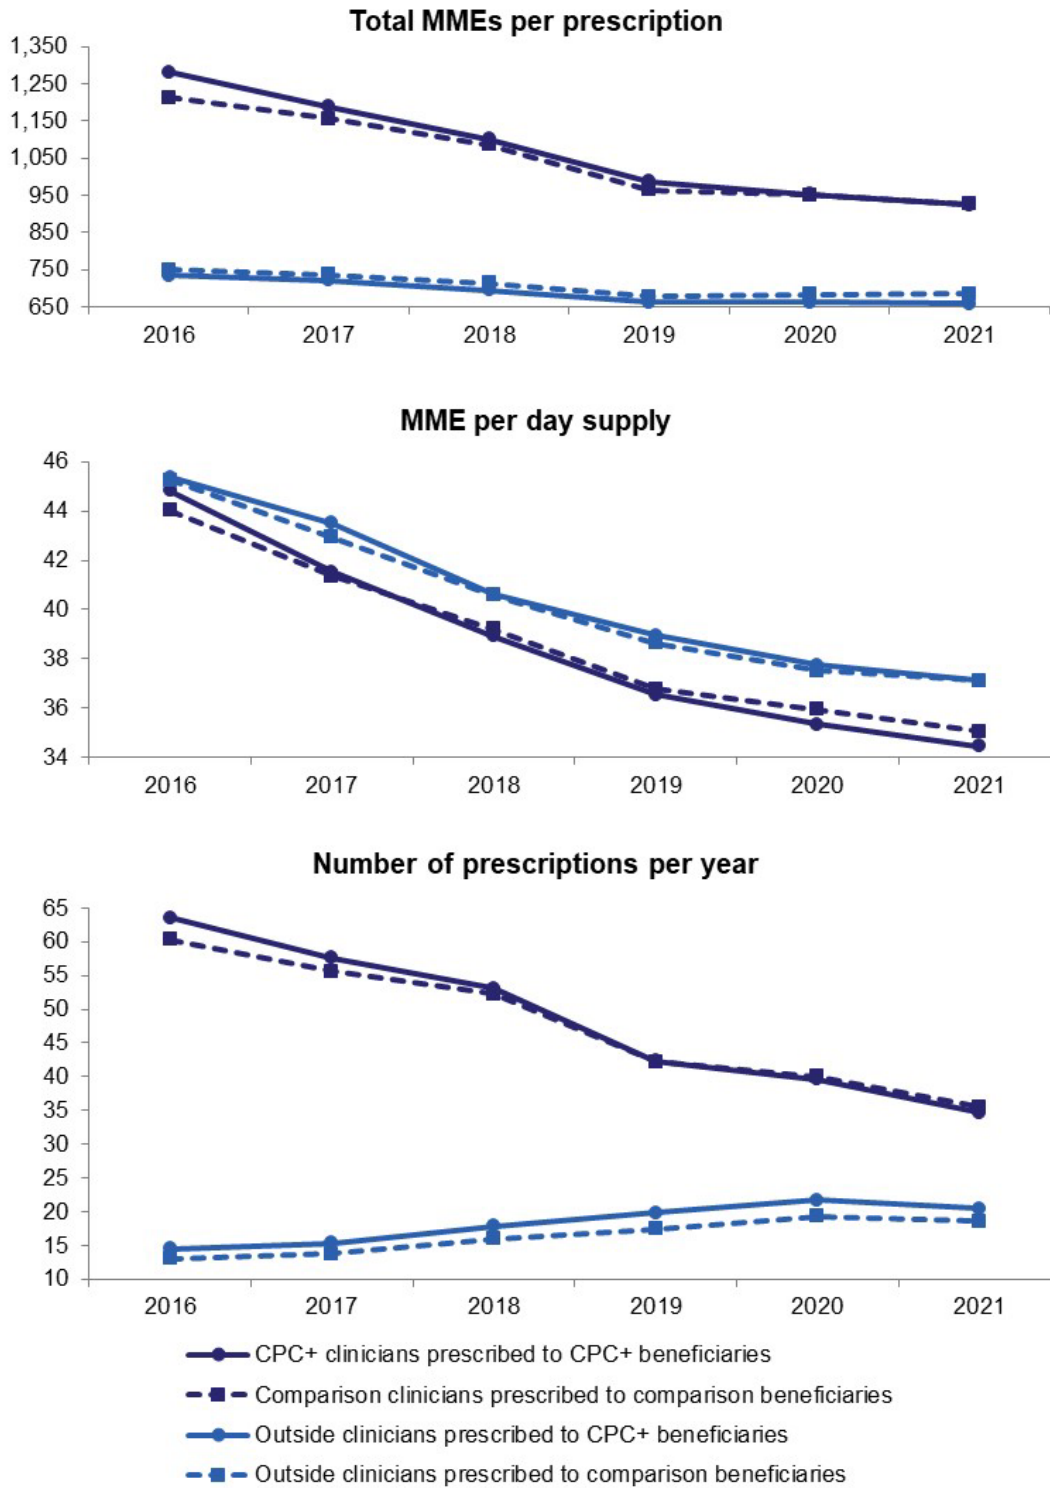 Total MMEs per prescription
1,350
1,250
1,150
1,050
950
850
750
650
2016 2017 2018 2019 2020 2021
MME per day supply
46
44
42
40
38
36
34
2016 2017 2018 2019 2020 2021
Number of prescriptions per year
65
60
55
50
45
40
35
30
25
20
15
10
2016 2017 2018 2019 2020 2021
CPC+ clinicians prescribed to CPC+ beneficiaries
Comparison clinicians prescribed to comparison beneficiaries
Outside clinicians prescribed to CPC+ beneficiaries
Outside clinicians prescribed to comparison beneficiaries